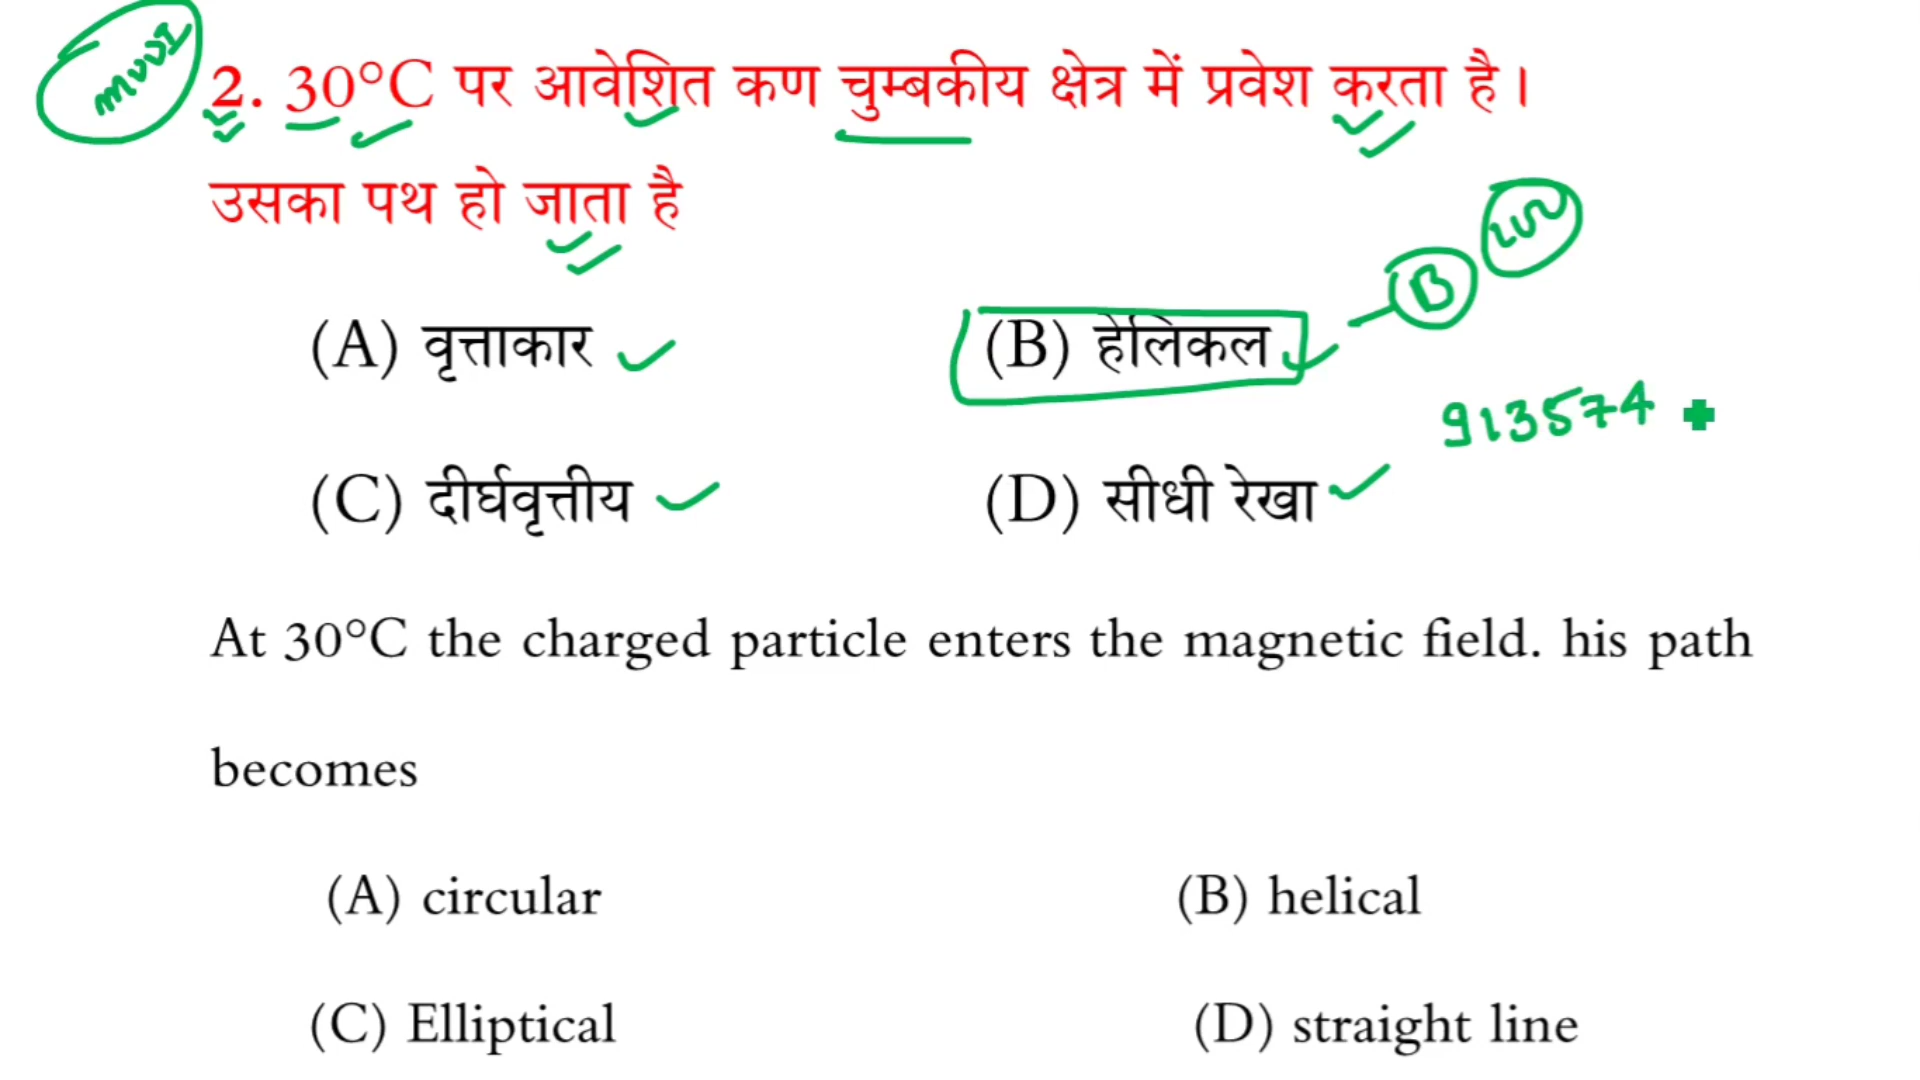 2. 30°C पर आवेशित कण चुम्बकीय क्षेत्र में प्रवेश करता है।
उसका पथ हो जाता है
(A) वृत्ताकार (B) हेलिकल
B
913574
(C) दीर्घवृत्तीय (D) सीधी रेखा
At 30°C the charged particle enters the magnetic field. his path
becomes
(A) circular (B) helical
(C) Elliptical (D) straight line